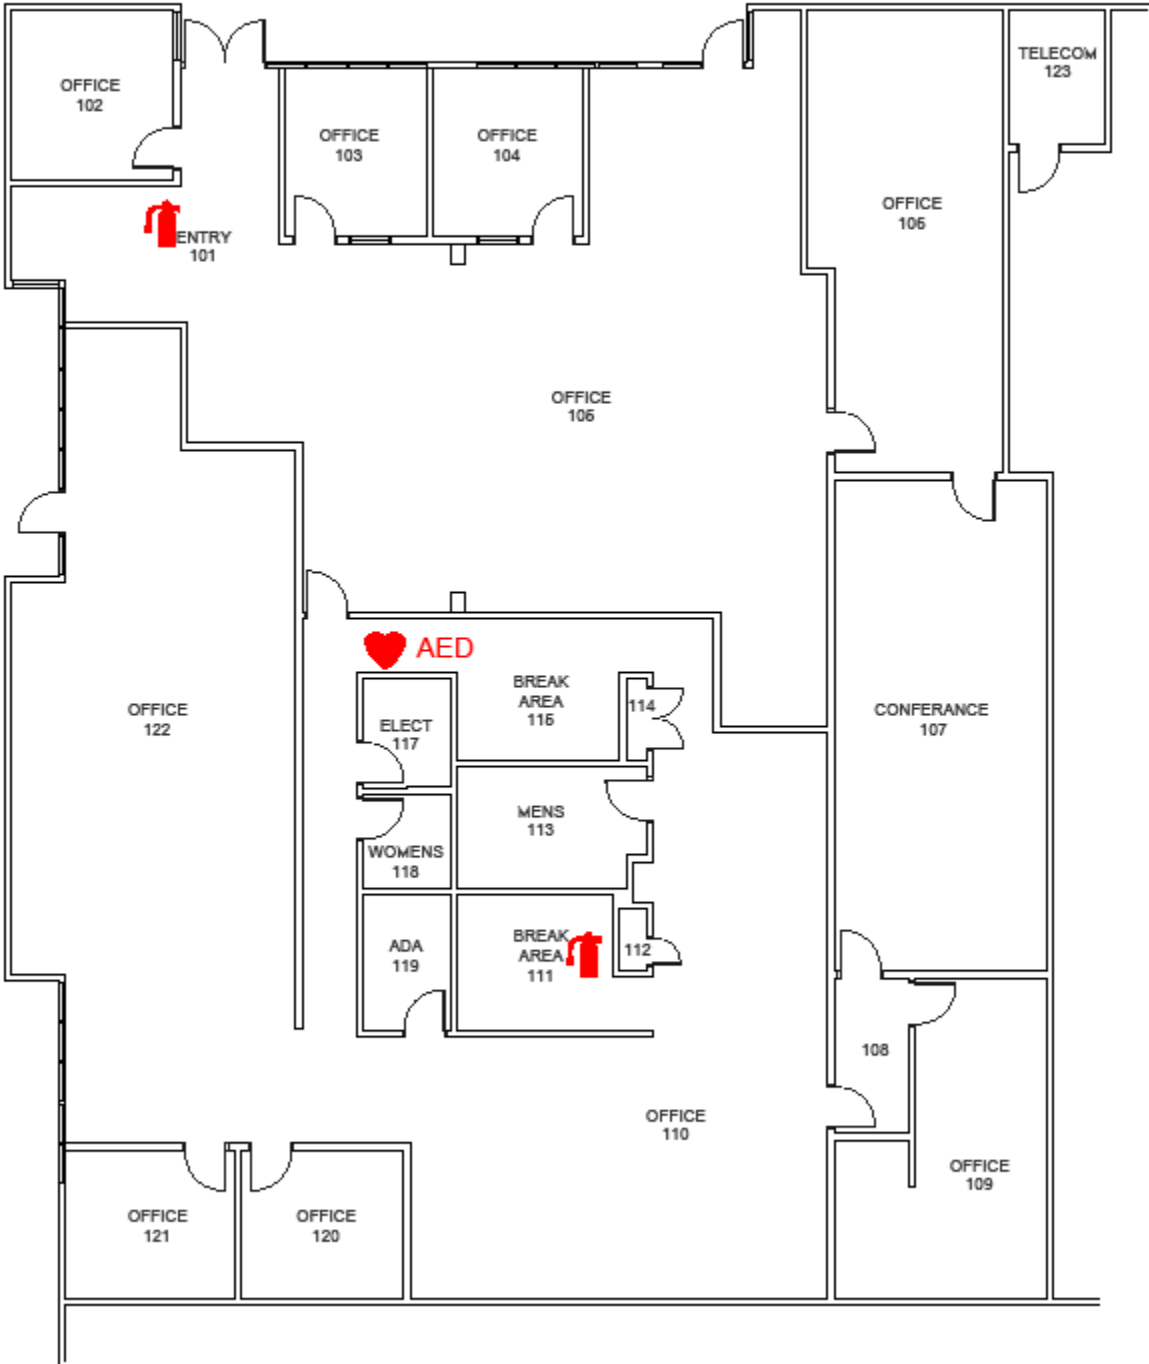 OFFICE
102
OFFICE
103
OFFICE
104
TELECOM
123
OFFICE
106
ENTRY
101
OFFICE
106
AED
BREAK
AREA
115
114
ELECT
117
OFFICE
122
CONFERANCE
107
MENS
113
WOMENS
118
ADA
119
BREAK
AREA
111
112
108
OFFICE
110
OFFICE
109
OFFICE
121
OFFICE
120